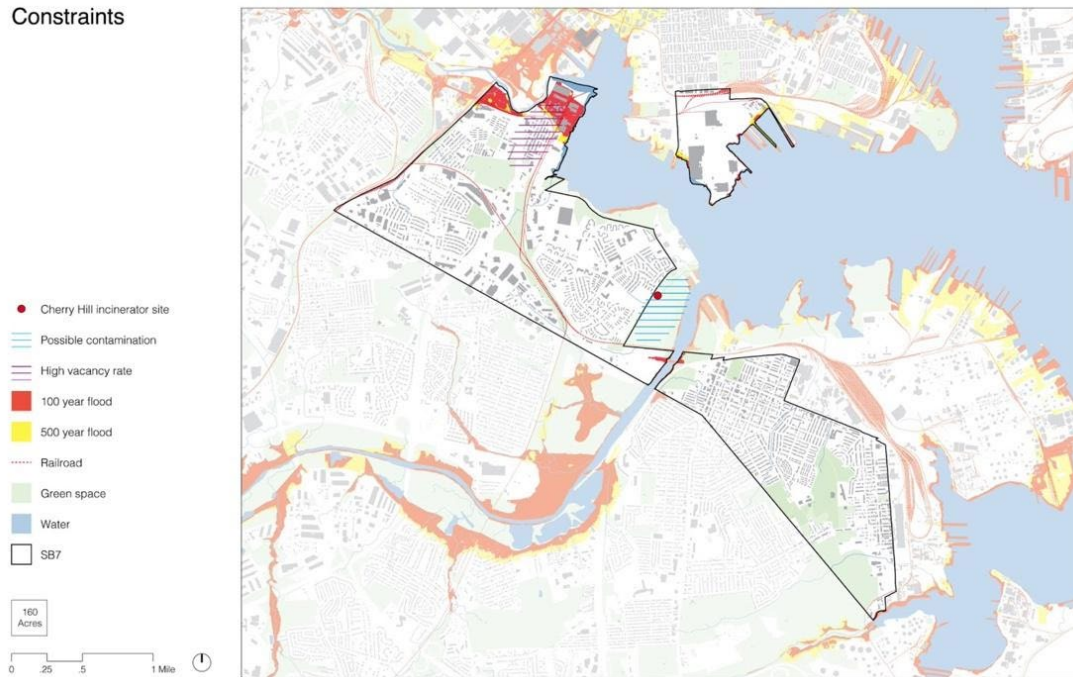 Constraints
Cherry Hill incinerator site
Possible contamination
High vacancy rate
100 year flood
500 year flood
Railroad
Green space
Water
SB7
160
Acres
0 .25 .5 1 Mile